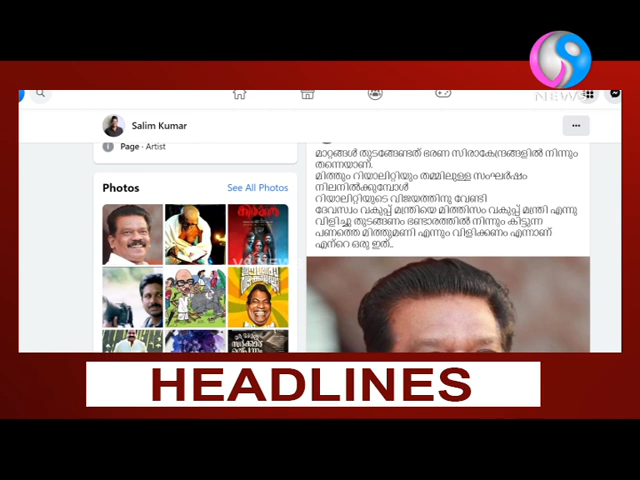 NEWS
Salim Kumar
Page · Artist
Photos
See All Photos
മാറ്റങ്ങൾ തുടങ്ങേണ്ടത് ഭരണ സിരാകേന്ദ്രങ്ങളിൽ നിന്നും
തന്നെയാണ്.
മിത്തും റിയാലിറ്റിയും തമ്മിലുള്ള സംഘർഷം
നിലനിൽക്കുമ്പോൾ
റിയാലിറ്റിയുടെ വിജയത്തിനു വേണ്ടി
ദേവസ്വം വകുപ്പ് മന്ത്രിയെ മിത്തിസം വകുപ്പ് മന്ത്രി എന്നു
വിളിച്ചു തുടങ്ങണം ഭണ്ടാരത്തിൽ നിന്നും കിട്ടുന്ന
പണത്തെ മിത്തുമണി എന്നും വിളിക്കണം എന്നാണ്
എന്റെ ഒരു ഇത്..
HEADLINES